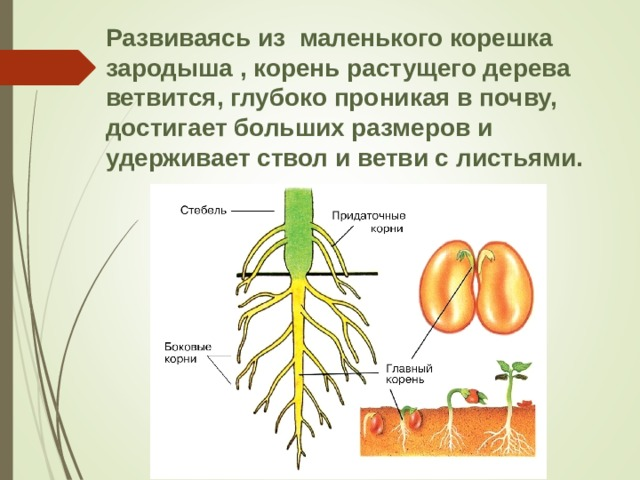 Развиваясь из  маленького корешка
зародыша , корень растущего дерева
ветвится, глубоко проникая в почву,
достигает больших размеров и
удерживает ствол и ветви с листьями.
Стебель
Придаточные
корни
Боковые
корни
Главный
корень